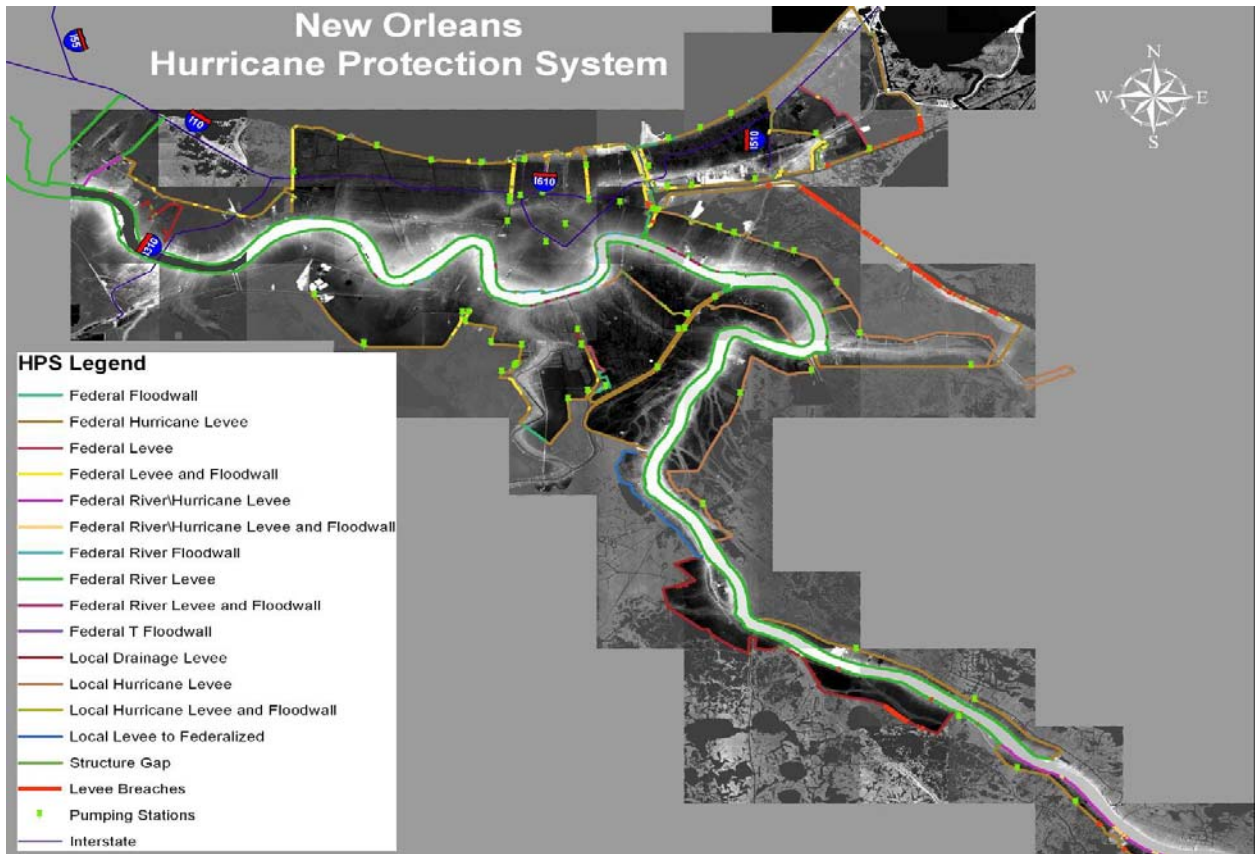 New Orleans
Hurricane Protection System
I55
I10
I610
I510
I310
N
W
E
S
HPS Legend
Federal Floodwall
Federal Hurricane Levee
Federal Levee
Federal Levee and Floodwall
Federal River\Hurricane Levee
Federal River\Hurricane Levee and Floodwall
Federal River Floodwall
Federal River Levee
Federal River Levee and Floodwall
Federal T Floodwall
Local Drainage Levee
Local Hurricane Levee
Local Hurricane Levee and Floodwall
Local Levee to Federalized
Structure Gap
Levee Breaches
Pumping Stations
Interstate